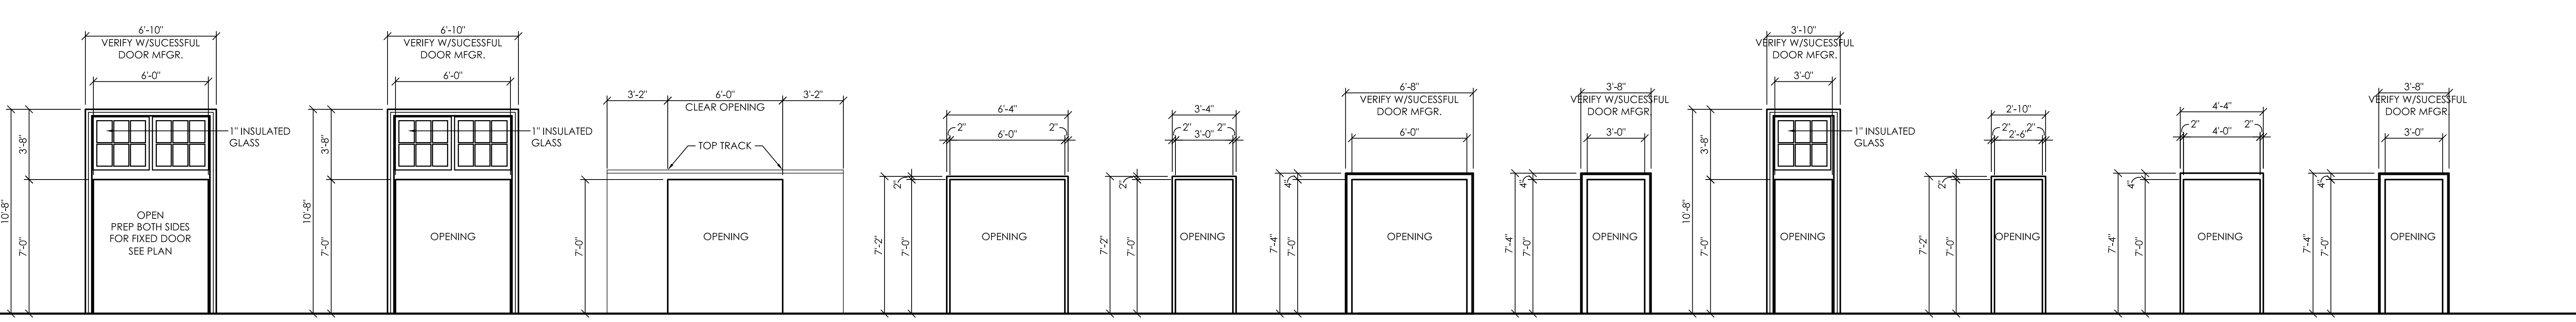 6'-10"
VERIFY W/SUCESSFUL
DOOR MFGR.
6'-0"
10'-8"
3'-8"
7'-0"
1" INSULATED
GLASS
OPEN
PREP BOTH SIDES
FOR FIXED DOOR
SEE PLAN
6'-10"
VERIFY W/SUCESSFUL
DOOR MFGR.
6'-0"
10'-8"
3'-8"
7'-0"
1" INSULATED
GLASS
OPENING
3'-2"
6'-0"
3'-2"
CLEAR OPENING
TOP TRACK
7'-0"
OPENING
6'-4"
2"
2"
6'-0"
2"
7'-2"
7'-0"
OPENING
3'-4"
2"
2"
3'-0"
2"
7'-2"
7'-0"
OPENING
6'-8"
VERIFY W/SUCESSFUL
DOOR MFGR.
6'-0"
4"
7'-4"
7'-0"
OPENING
3'-8"
VERIFY W/SUCESSFUL
DOOR MFGR.
3'-0"
4"
7'-4"
7'-0"
OPENING
3'-10"
VERIFY W/SUCESSFUL
DOOR MFGR.
3'-0"
10'-8"
3'-8"
7'-0"
1" INSULATED
GLASS
OPENING
2'-10"
2"
2"
2'-6"
2"
7'-2"
7'-0"
OPENING
4'-4"
2"
2"
4'-0"
4"
7'-4"
7'-0"
OPENING
3'-8"
VERIFY W/SUCESSFUL
DOOR MFGR.
3'-0"
4"
7'-4"
7'-0"
OPENING